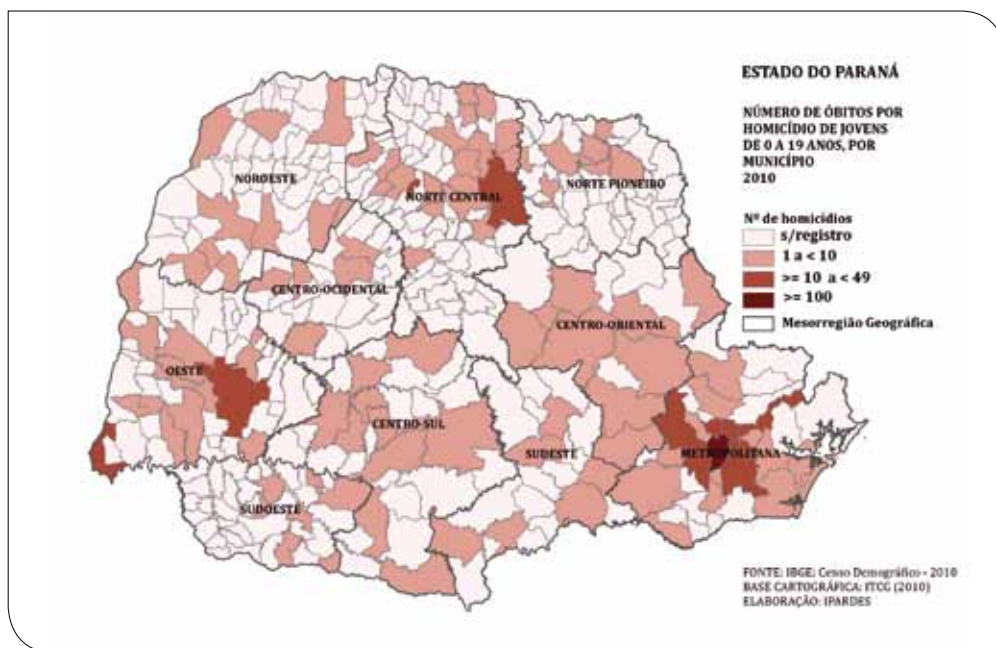 ESTADO DO PARANÁ
NÚMERO DE ÓBITOS POR
HOMICÍDIO DE JOVENS
DE 0 A 19 ANOS, POR
MUNICÍPIO
2010
Nº de homicídios
s/registro
1 a < 10
>= 10 a < 49
>= 100
Mesorregião Geográfica
NOROESTE
NORTE CENTRAL
NORTE PIONEIRO
CENTRO-OCIDENTAL
CENTRO-ORIENTAL
OESTE
CENTRO-SUL
SUDESTE
METROPOLITANA
SUDOESTE
FONTE: IBGE: Censo Demográfico - 2010
BASE CARTOGRÁFICA: ITCG (2010)
ELABORAÇÃO: IPARDES